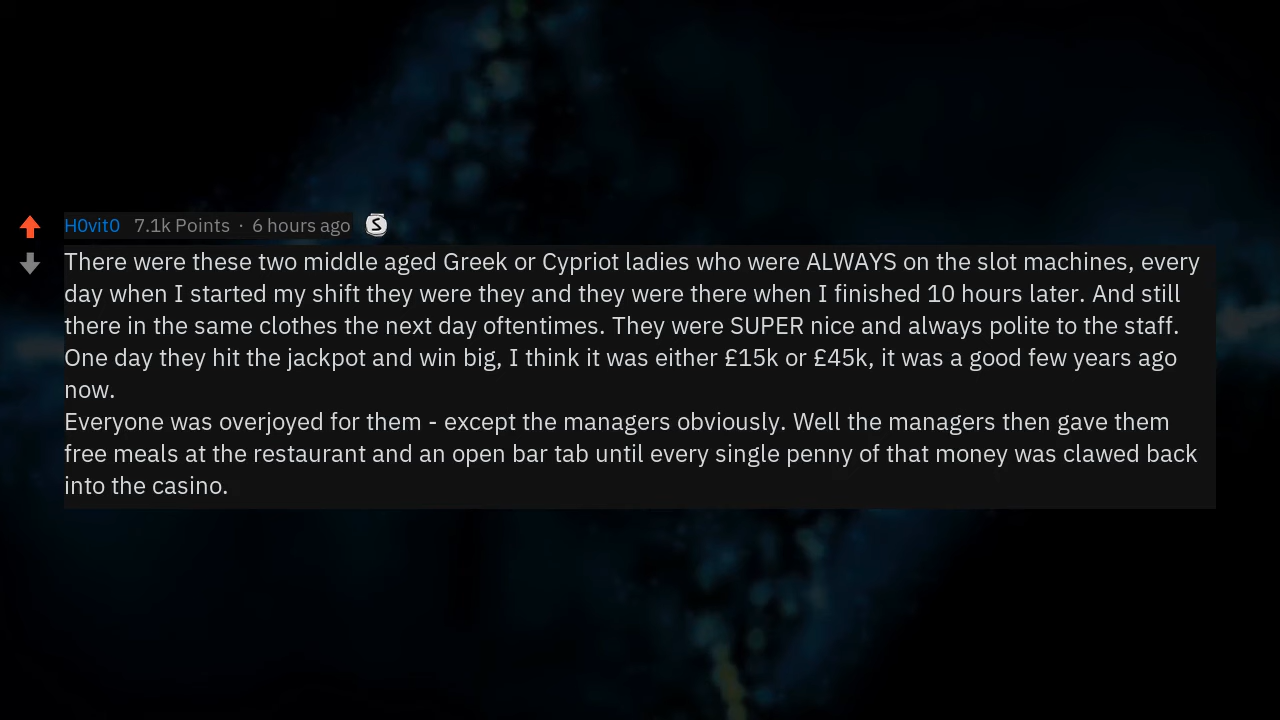 H0vit0 7.1k Points · 6 hours ago S
There were these two middle aged Greek or Cypriot ladies who were ALWAYS on the slot machines, every
day when I started my shift they were they and they were there when I finished 10 hours later. And still
there in the same clothes the next day oftentimes. They were SUPER nice and always polite to the staff.
One day they hit the jackpot and win big, I think it was either £15k or £45k, it was a good few years ago
now.
Everyone was overjoyed for them - except the managers obviously. Well the managers then gave them
free meals at the restaurant and an open bar tab until every single penny of that money was clawed back
into the casino.